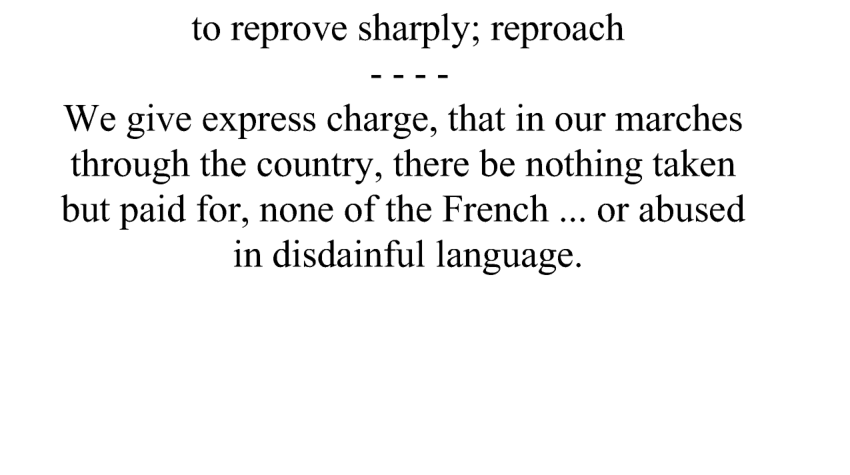 to reprove sharply; reproach
- - - -
We give express charge, that in our marches
through the country, there be nothing taken
but paid for, none of the French ... or abused
in disdainful language.